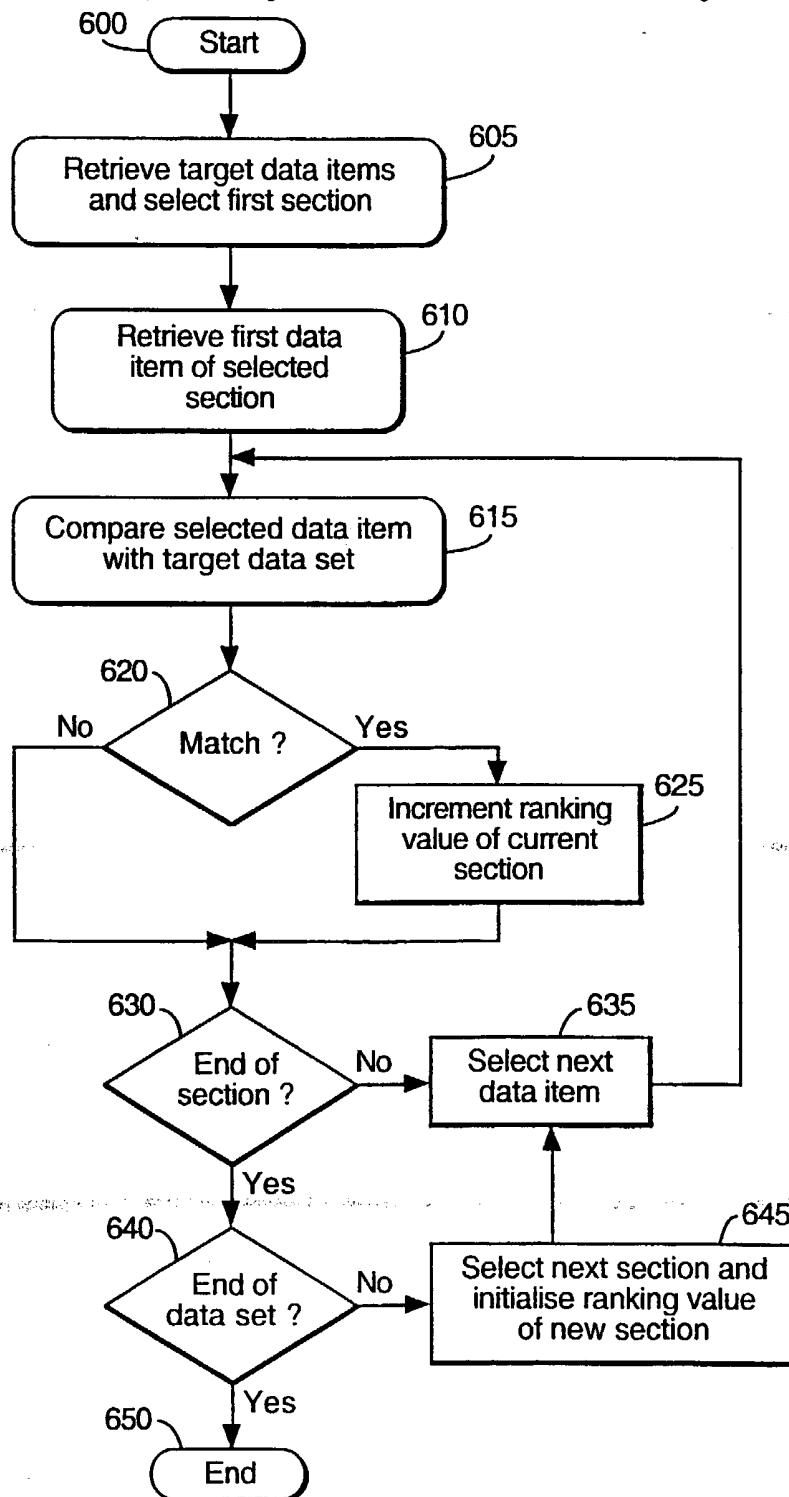 600
Start
605
Retrieve target data items
and select first section
610
Retrieve first data
item of selected
section
615
Compare selected data item
with target data set
620
No
Match ?
Yes
625
Increment ranking
value of current
section
630
End of
section ?
No
635
Select next
data item
Yes
640
End of
data set ?
No
645
Select next section and
initialise ranking value
of new section
Yes
650
End